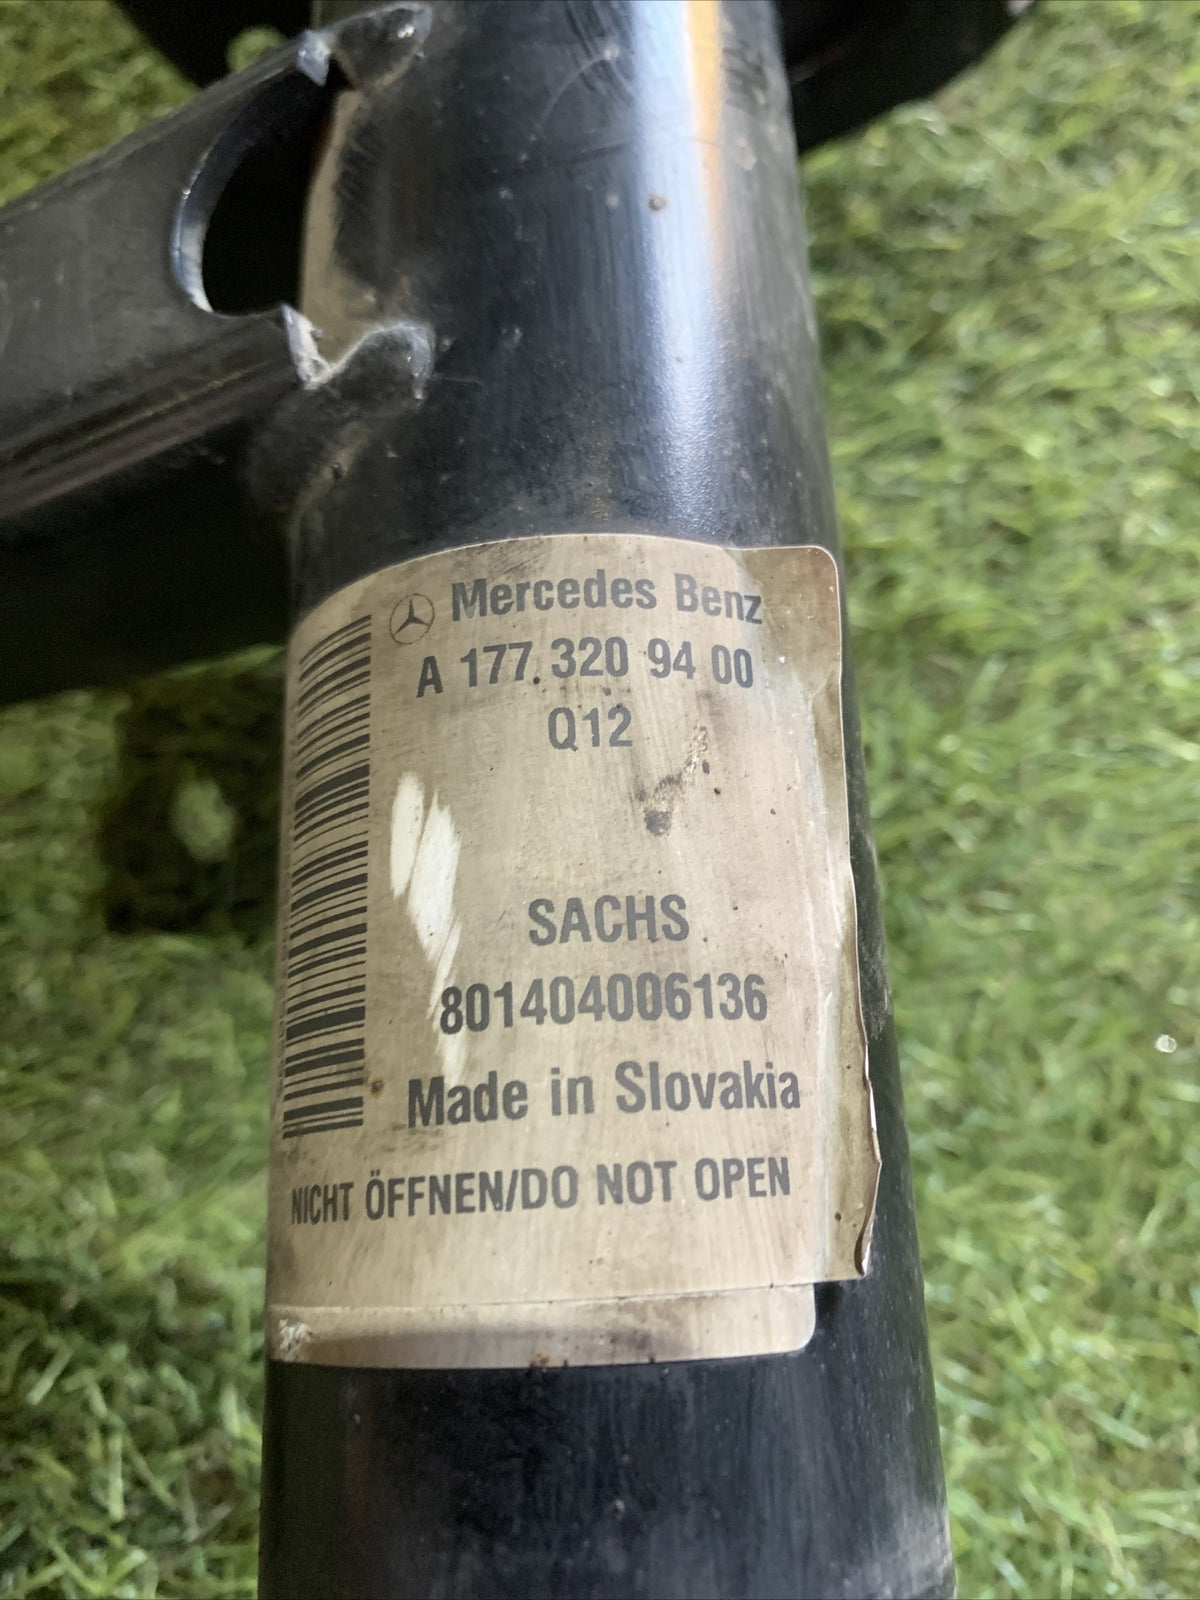 Mercedes Benz
A 177 320 94 00
Q12
SACHS
801404006136
Made in Slovakia
NICHT ÖFFNEN/DO NOT OPEN